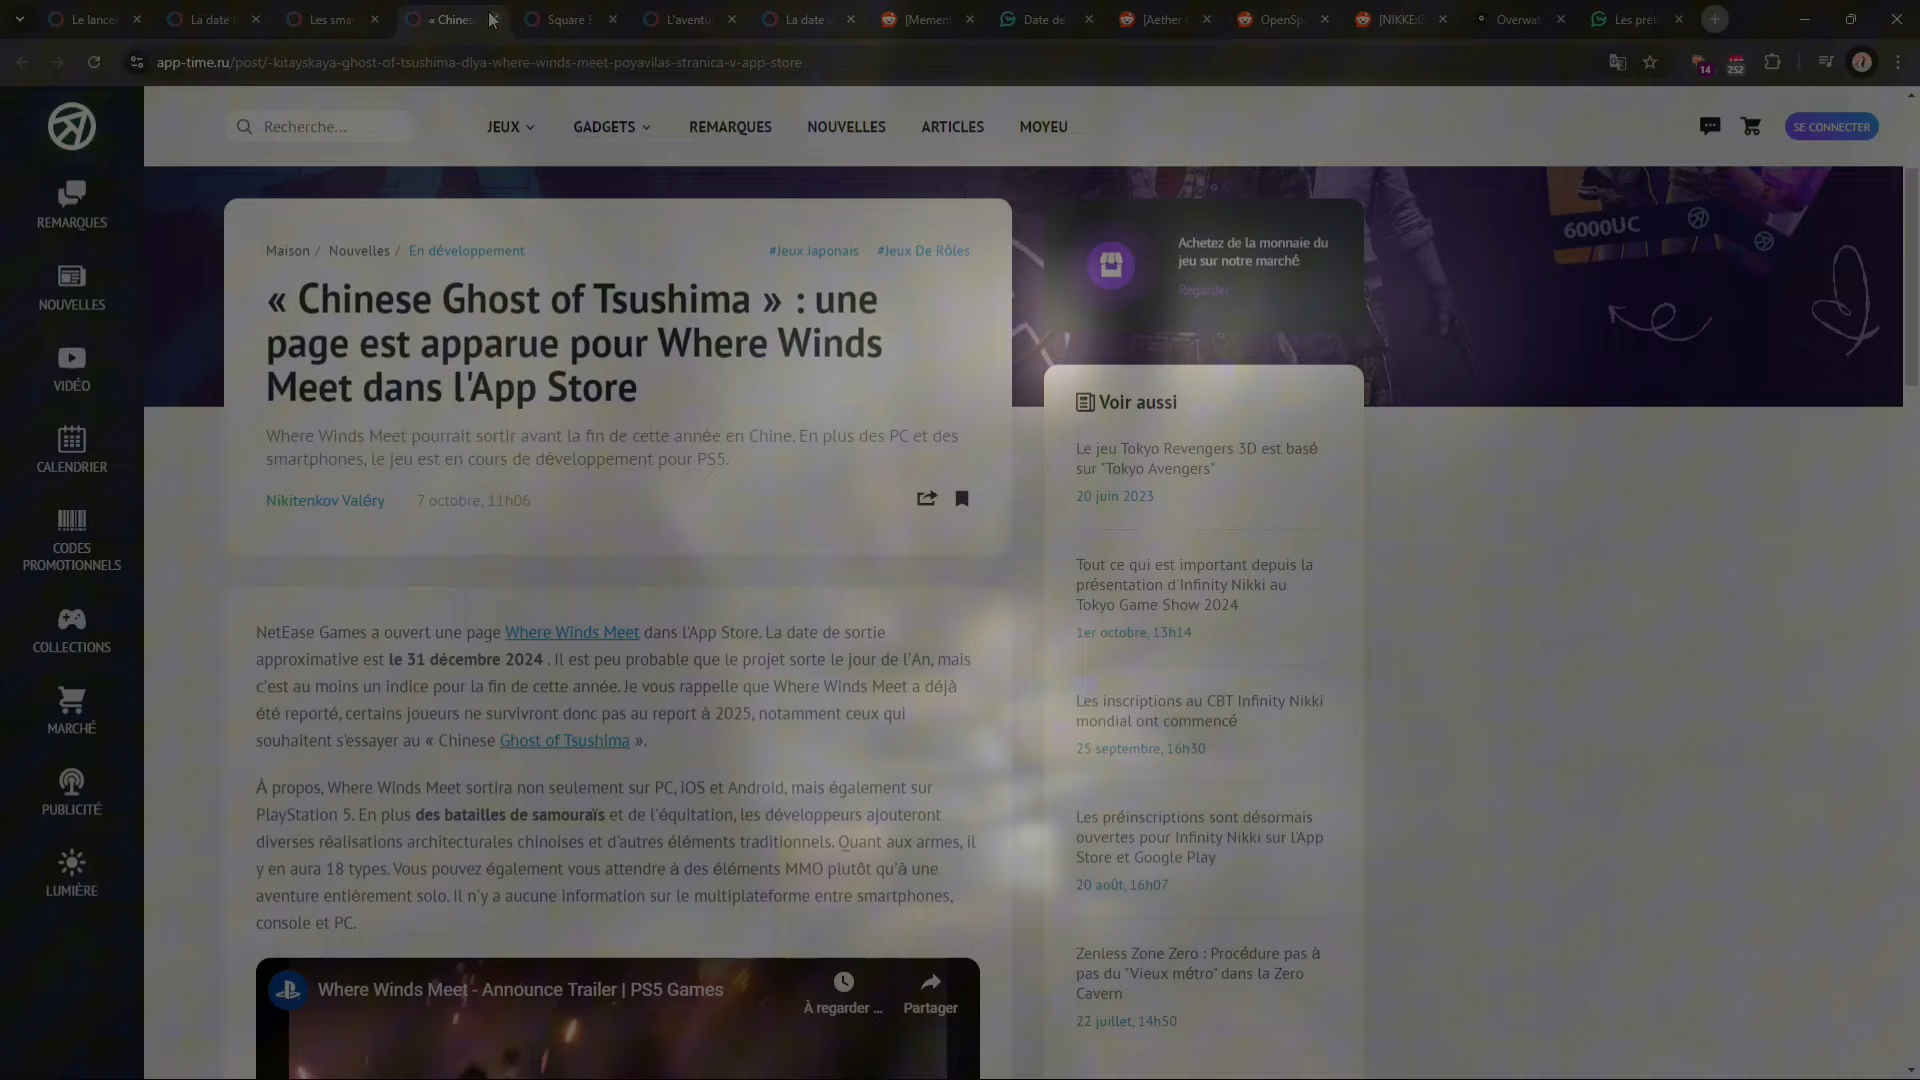 Le lancer
La date
Les sma
« Chines
Square E
L'aventu
La date
[Memen
Date de
[Aether
OpenSp
[NIKKE:
Overwat
Les pré
app-time.ru/post/-kitayskaya-ghost-of-tsushima-dlya-where-winds-meet-poyavilas-stranica-v-app-store
14
252
Recherche...
JEUX
GADGETS
REMARQUES
NOUVELLES
ARTICLES
MOYEU
SE CONNECTER
REMARQUES
NOUVELLES
VIDÉO
CALENDRIER
CODES
PROMOTIONNELS
COLLECTIONS
MARCHÉ
PUBLICITÉ
LUMIÈRE
6000UC
Maison / Nouvelles / En développement
#Jeux Japonais #Jeux De Rôles
« Chinese Ghost of Tsushima » : une
page est apparue pour Where Winds
Meet dans l'App Store
Where Winds Meet pourrait sortir avant la fin de cette année en Chine. En plus des PC et des
smartphones, le jeu est en cours de développement pour PS5.
Nikitenkov Valéry 7 octobre, 11h06
NetEase Games a ouvert une page Where Winds Meet dans l'App Store. La date de sortie
approximative est le 31 décembre 2024 . Il est peu probable que le projet sorte le jour de l'An, mais
c'est au moins un indice pour la fin de cette année. Je vous rappelle que Where Winds Meet a déjà
été reporté, certains joueurs ne survivront donc pas au report à 2025, notamment ceux qui
souhaitent s'essayer au « Chinese Ghost of Tsushima ».
À propos, Where Winds Meet sortira non seulement sur PC, iOS et Android, mais également sur
PlayStation 5. En plus des batailles de samouraïs et de l'équitation, les développeurs ajouteront
diverses réalisations architecturales chinoises et d'autres éléments traditionnels. Quant aux armes, il
y en aura 18 types. Vous pouvez également vous attendre à des éléments MMO plutôt qu'à une
aventure entièrement solo. Il n'y a aucune information sur le multiplateforme entre smartphones,
console et PC.
Where Winds Meet - Announce Trailer | PS5 Games
À regarder ...
Partager
Achetez de la monnaie du
jeu sur notre marché
Regarder
Voir aussi
Le jeu Tokyo Revengers 3D est basé
sur "Tokyo Avengers"
20 juin 2023
Tout ce qui est important depuis la
présentation d'Infinity Nikki au
Tokyo Game Show 2024
1er octobre, 13h14
Les inscriptions au CBT Infinity Nikki
mondial ont commencé
25 septembre, 16h30
Les préinscriptions sont désormais
ouvertes pour Infinity Nikki sur l'App
Store et Google Play
20 août, 16h07
Zenless Zone Zero : Procédure pas à
pas du "Vieux métro" dans la Zero
Cavern
22 juillet, 14h50